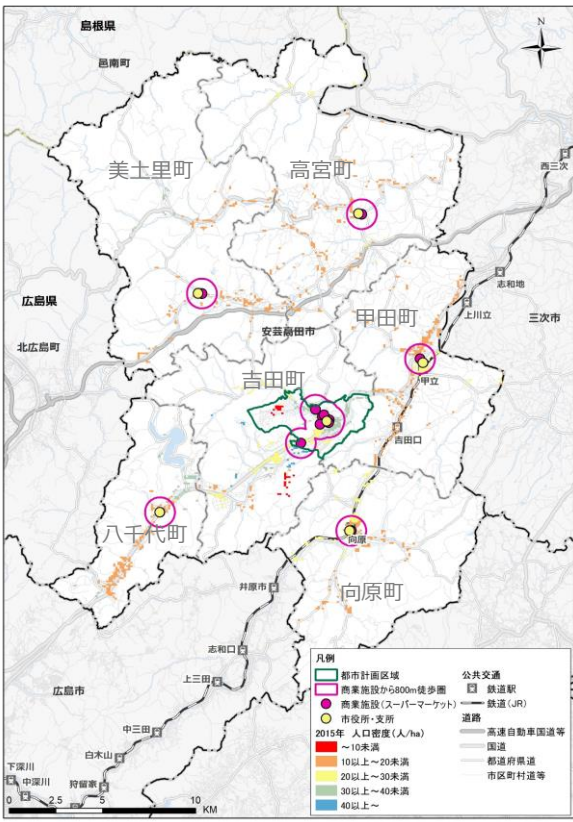 島根県
N
邑南町
西三次
美土里町
高宮町
志和地
広島県
甲田町
上川立
三次市
北広島町
安芸高田市
吉田町
甲立
吉田口
八千代町
向原
井原市
向原町
志和口
広島市
上三田
中三田
白木山
下深川
中深川
狩留家
0 2.5 5 10
KM
凡例
都市計画区域
商業施設から800m徒歩圏
商業施設(スーパーマーケット)
市役所・支所
2015年 人口密度(人/ha)
~10未満
10以上~20未満
20以上~30未満
30以上~40未満
40以上~
公共交通
鉄道駅
鉄道(JR)
道路
高速自動車国道等
国道
都道府県道
市区町村道等